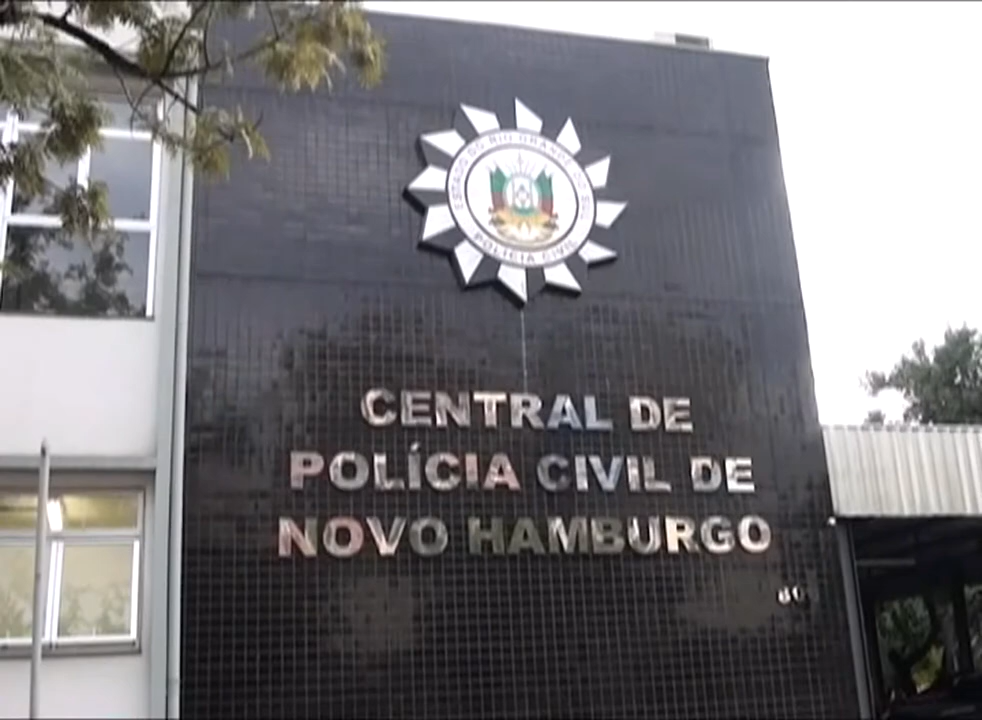 ESTADO DO RIO GRANDE DO SUL
POLÍCIA CIVIL
CENTRAL DE
POLÍCIA CIVIL DE
NOVO HAMBURGO